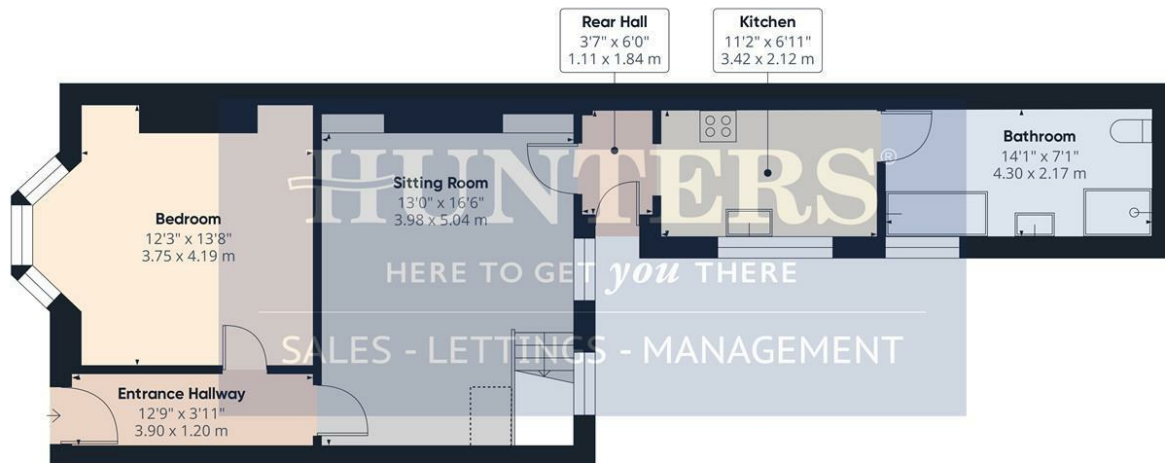 Rear Hall
3'7" x 6'0"
1.11 x 1.84 m
Kitchen
11'2" x 6'11"
3.42 x 2.12 m
Bathroom
14'1" x 7'1"
4.30 x 2.17 m
HUNTERS®
Sitting Room
13'0" x 16'6"
3.98 x 5.04 m
Bedroom
12'3" x 13'8"
3.75 x 4.19 m
HERE TO GET you THERE
SALES - LETTINGS - MANAGEMENT
Entrance Hallway
12'9" x 3'11"
3.90 x 1.20 m